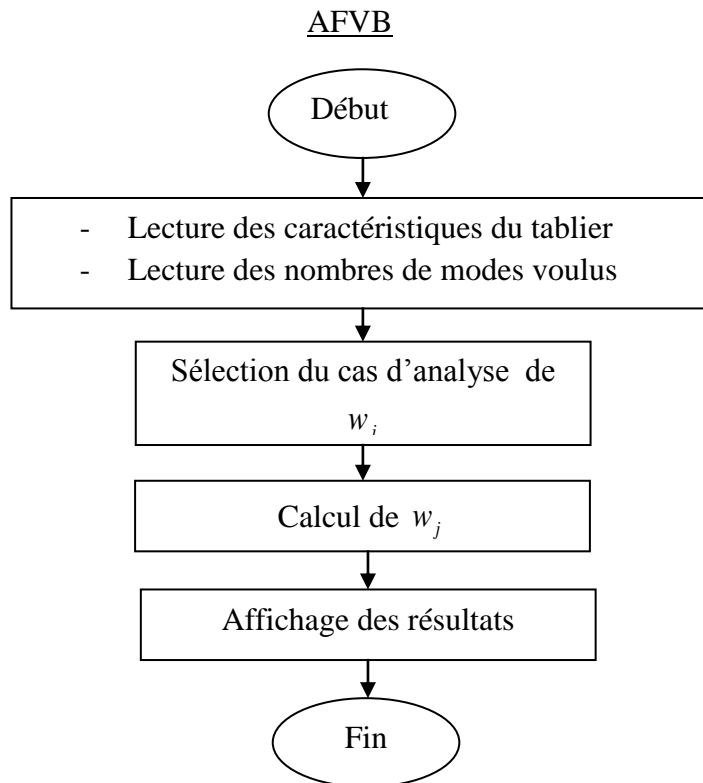 AFVB
Début
- Lecture des caractéristiques du tablier
- Lecture des nombres de modes voulus
Sélection du cas d'analyse de
w
Calcul de w_j
Affichage des résultats
Fin